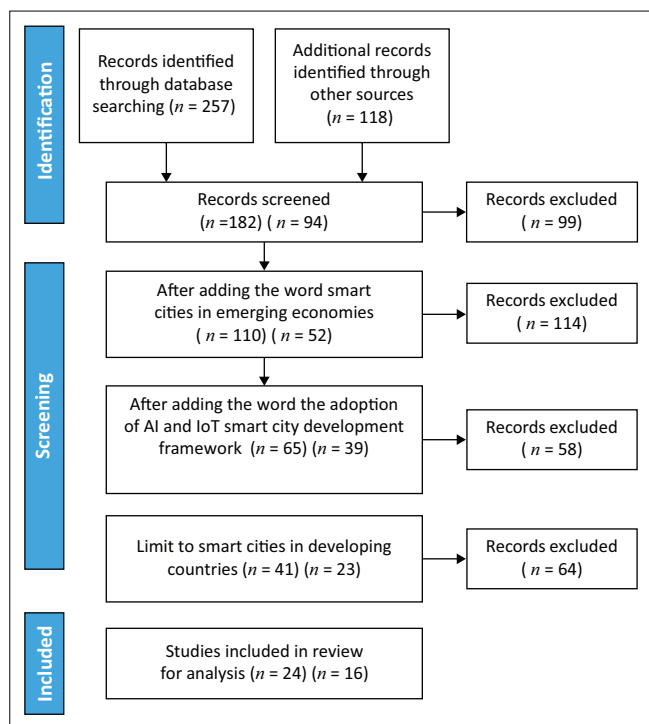 Identification
Records identified
through database
searching (n = 257)
Additional records
identified through
other sources
(n = 118)
Records screened
(n =182) ( n = 94)
Records excluded
( n = 99)
Screening
After adding the word smart
cities in emerging economies
( n = 110) ( n = 52)
Records excluded
( n = 114)
After adding the word the adoption
of AI and IoT smart city development
framework (n = 65) (n = 39)
Records excluded
( n = 58)
Limit to smart cities in developing
countries (n = 41) (n = 23)
Records excluded
( n = 64)
Included
Studies included in review
for analysis (n = 24) (n = 16)